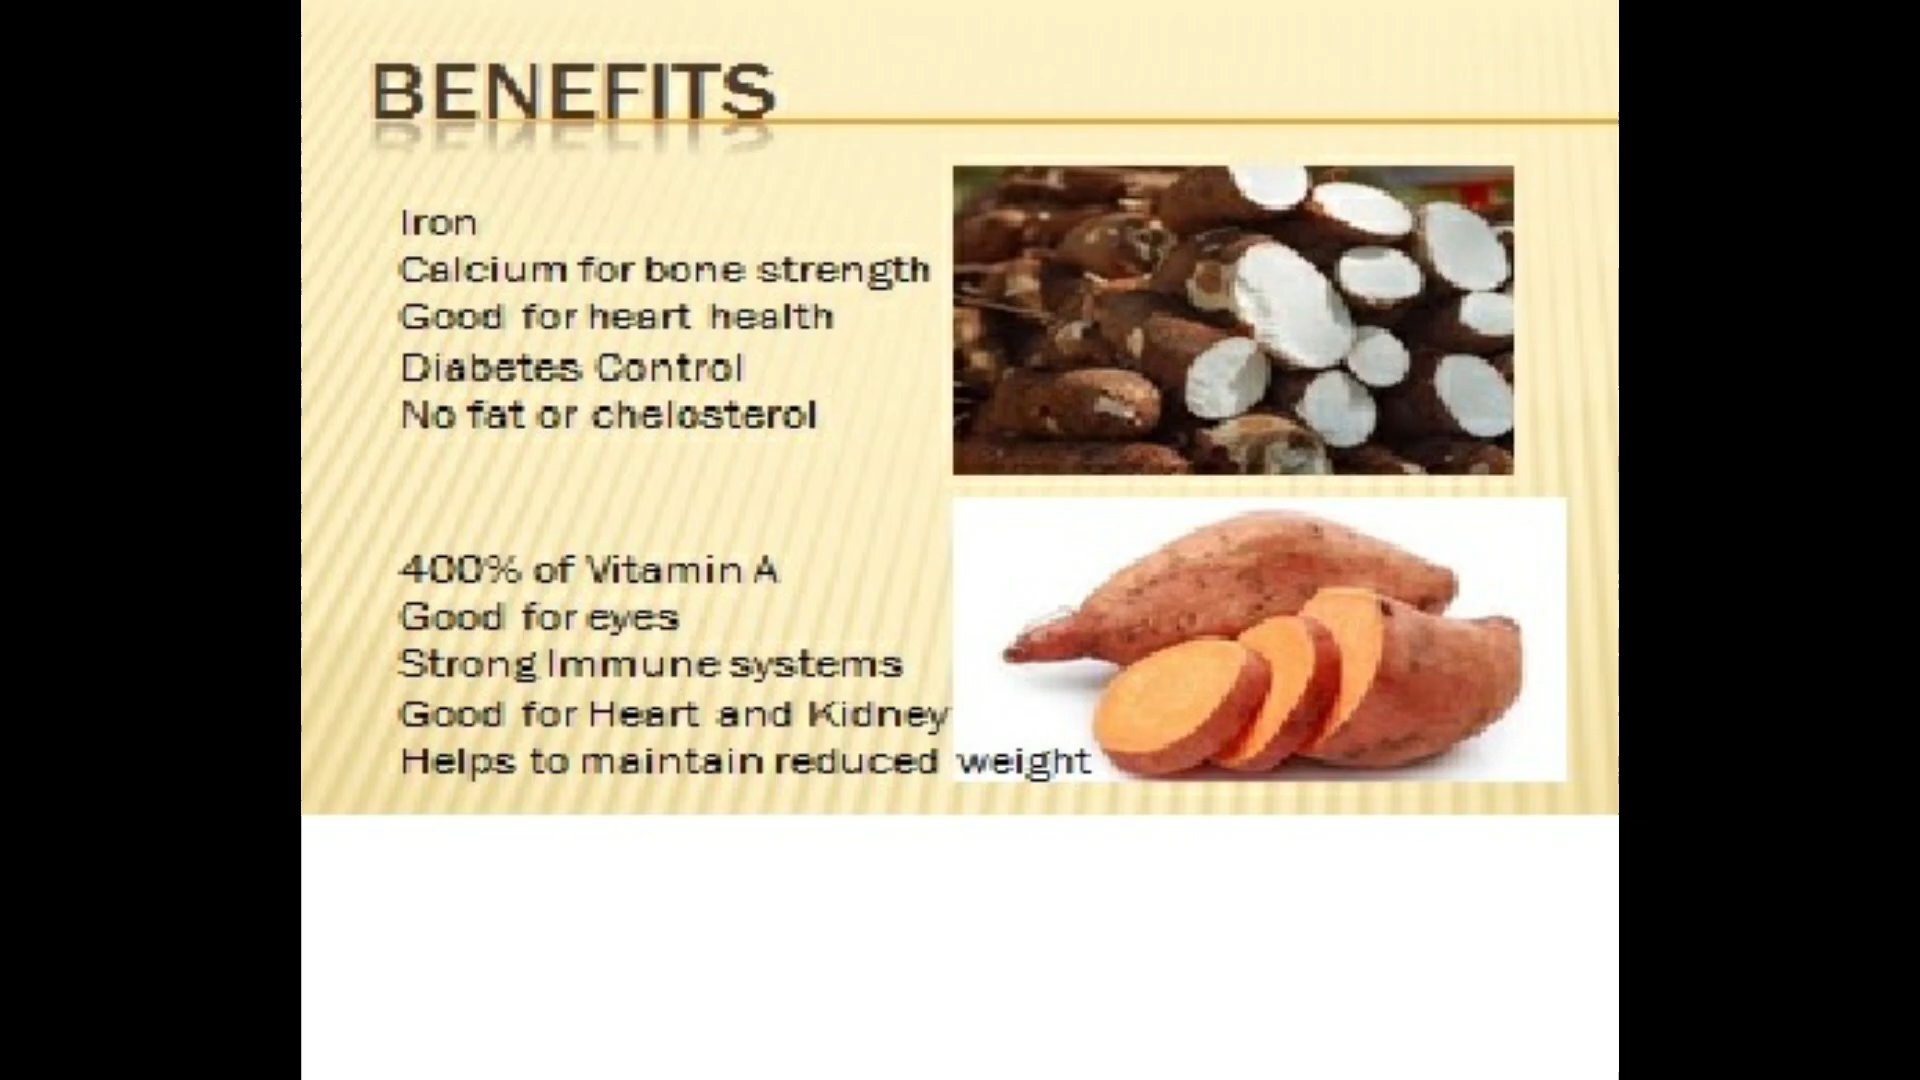 BENEFITS
Iron
Calcium for bone strength
Good for heart health
Diabetes Control
No fat or chelosterol
400% of Vitamin A
Good for eyes
Strong Immune systems
Good for Heart and Kidney
Helps to maintain reduced weight